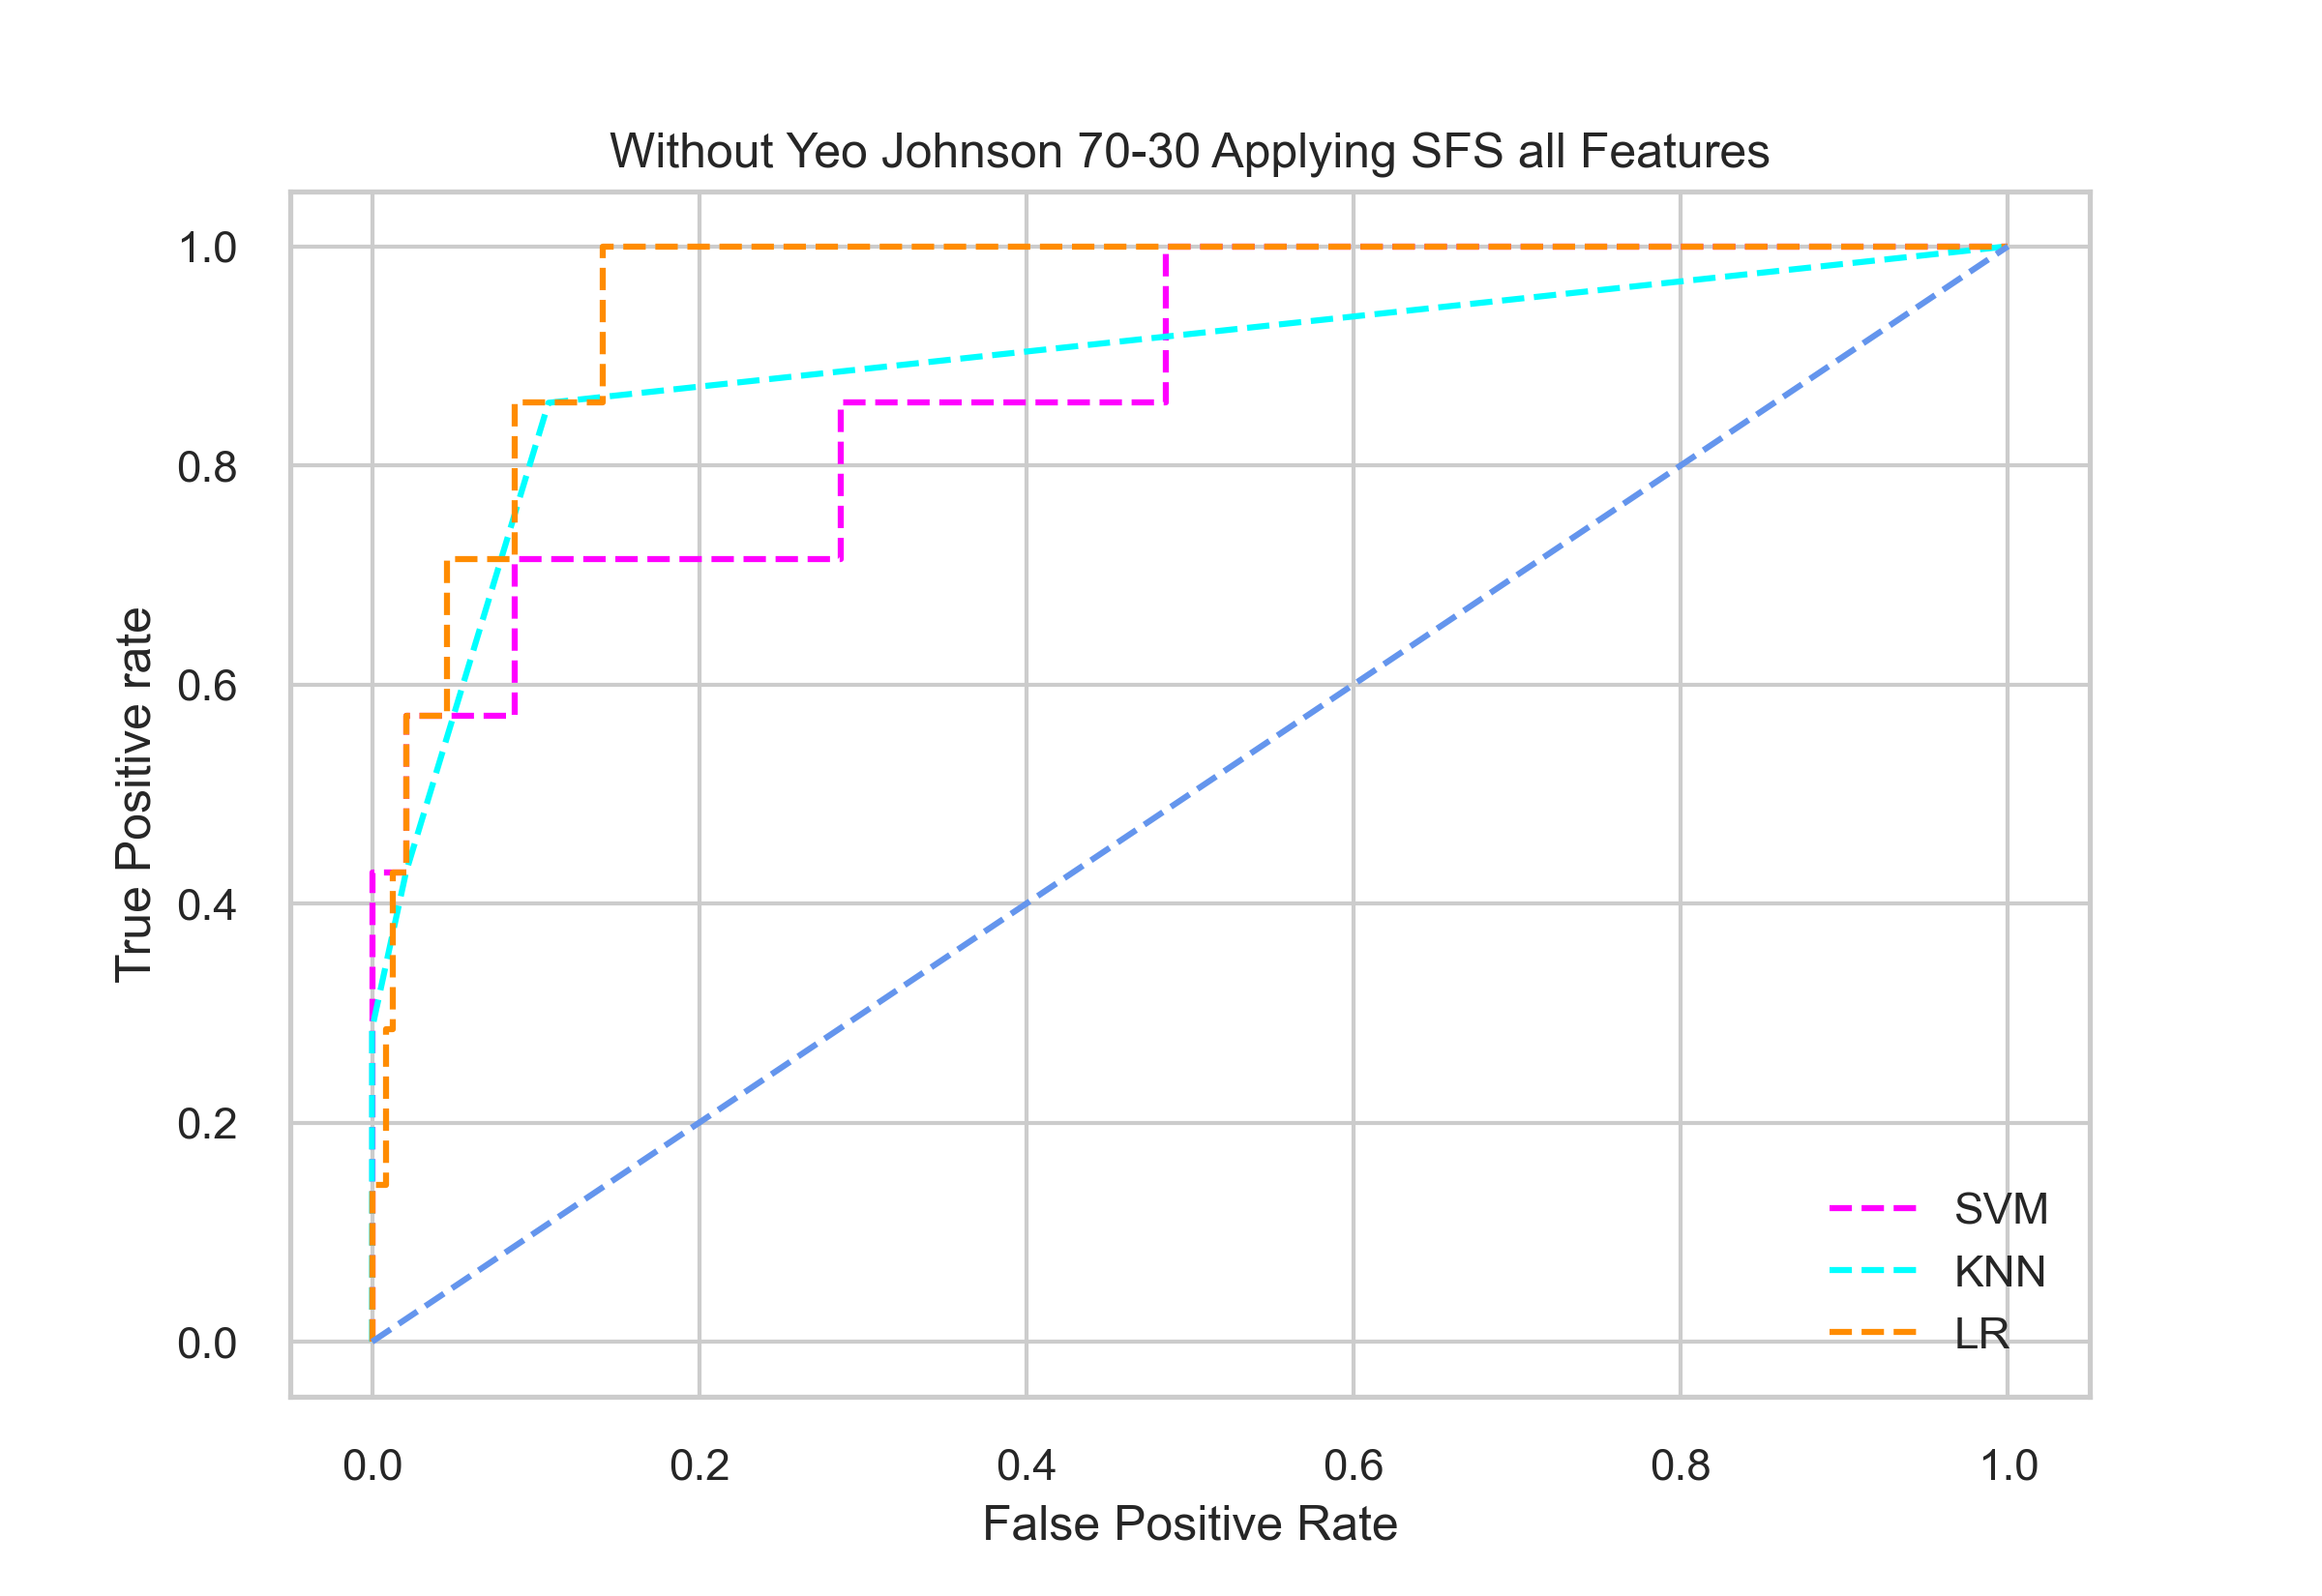 Without Yeo Johnson 70-30 Applying SFS all Features
1.0
0.8
0.6
0.4
0.2
0.0
True Positive rate
SVM
KNN
LR
0.0 0.2 0.4 0.6 0.8 1.0
False Positive Rate